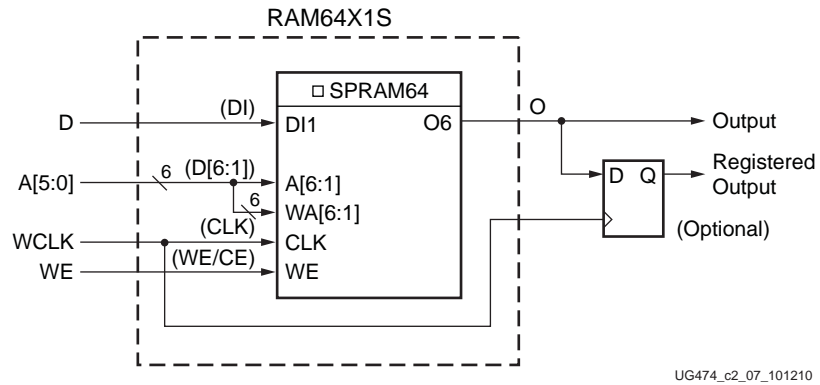 RAM64X1S
SPRAM64
D
(DI)
DI1
O6
O
Output
A[5:0]
6
(D[6:1])
A[6:1]
6
WA[6:1]
D Q
Registered
Output
WCLK
(CLK)
CLK
(Optional)
WE
(WE/CE)
WE
UG474_c2_07_101210